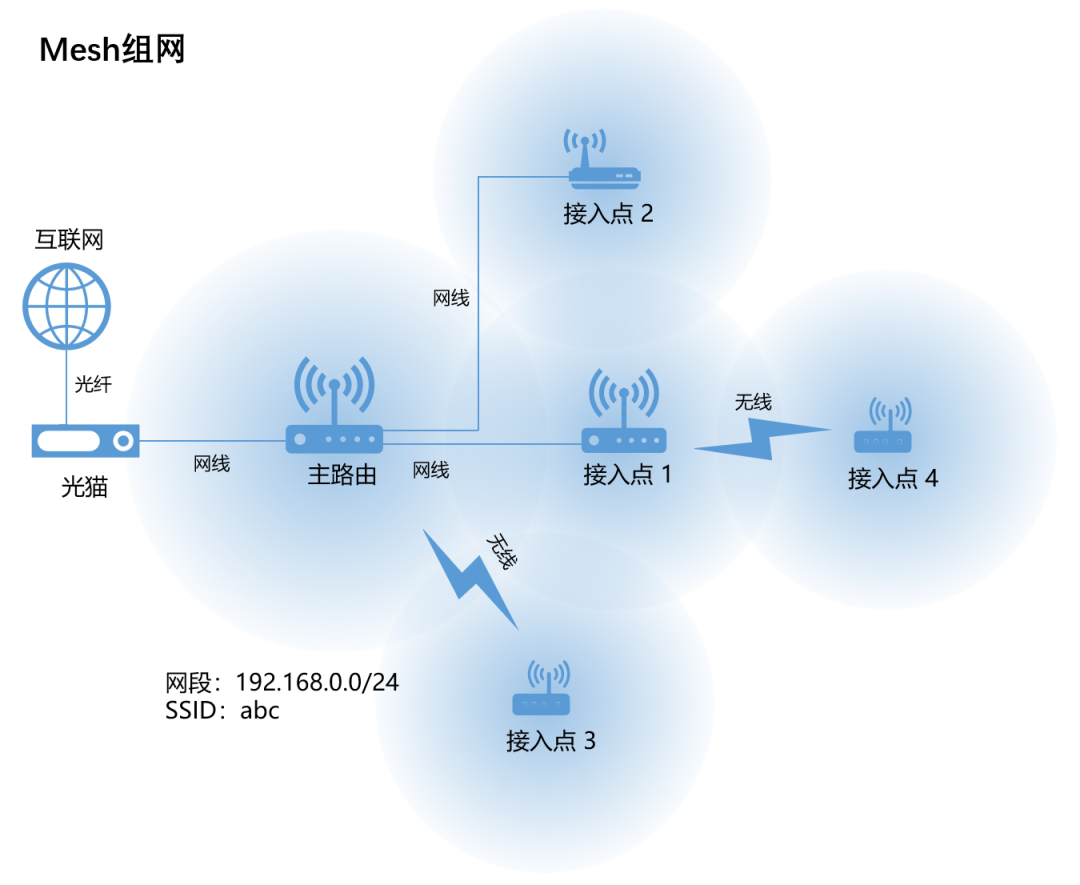 Mesh组网
接入点 2
互联网
网线
光纤
无线
网线
主路由
网线
接入点 1
接入点 4
光猫
无线
网段：192.168.0.0/24
SSID：abc
接入点 3